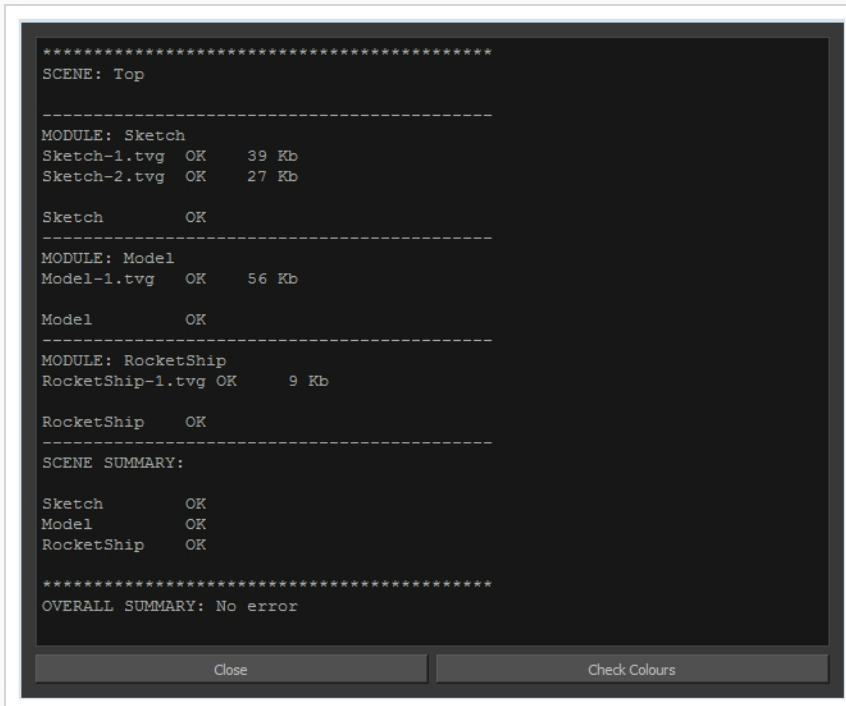 ********************************************
SCENE: Top
--------------------------------------------
MODULE: Sketch
Sketch-1.tvg  OK    39 Kb
Sketch-2.tvg  OK    27 Kb
Sketch        OK
--------------------------------------------
MODULE: Model
Model-1.tvg   OK    56 Kb
Model         OK
--------------------------------------------
MODULE: RocketShip
RocketShip-1.tvg OK     9 Kb
RocketShip    OK
--------------------------------------------
SCENE SUMMARY:
Sketch        OK
Model         OK
RocketShip    OK
********************************************
OVERALL SUMMARY: No error
Close
Check Colours